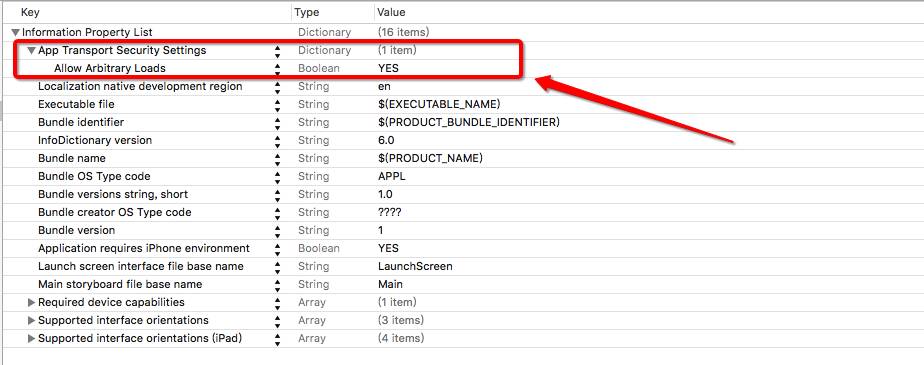 Key Type Value
Information Property List Dictionary (16 items)
App Transport Security Settings Dictionary (1 item)
Allow Arbitrary Loads Boolean YES
Localization native development region String en
Executable file String $(EXECUTABLE_NAME)
Bundle identifier String $(PRODUCT_BUNDLE_IDENTIFIER)
InfoDictionary version String 6.0
Bundle name String $(PRODUCT_NAME)
Bundle OS Type code String APPL
Bundle versions string, short String 1.0
Bundle creator OS Type code String ????
Bundle version String 1
Application requires iPhone environment Boolean YES
Launch screen interface file base name String LaunchScreen
Main storyboard file base name String Main
Required device capabilities Array (1 item)
Supported interface orientations Array (3 items)
Supported interface orientations (iPad) Array (4 items)